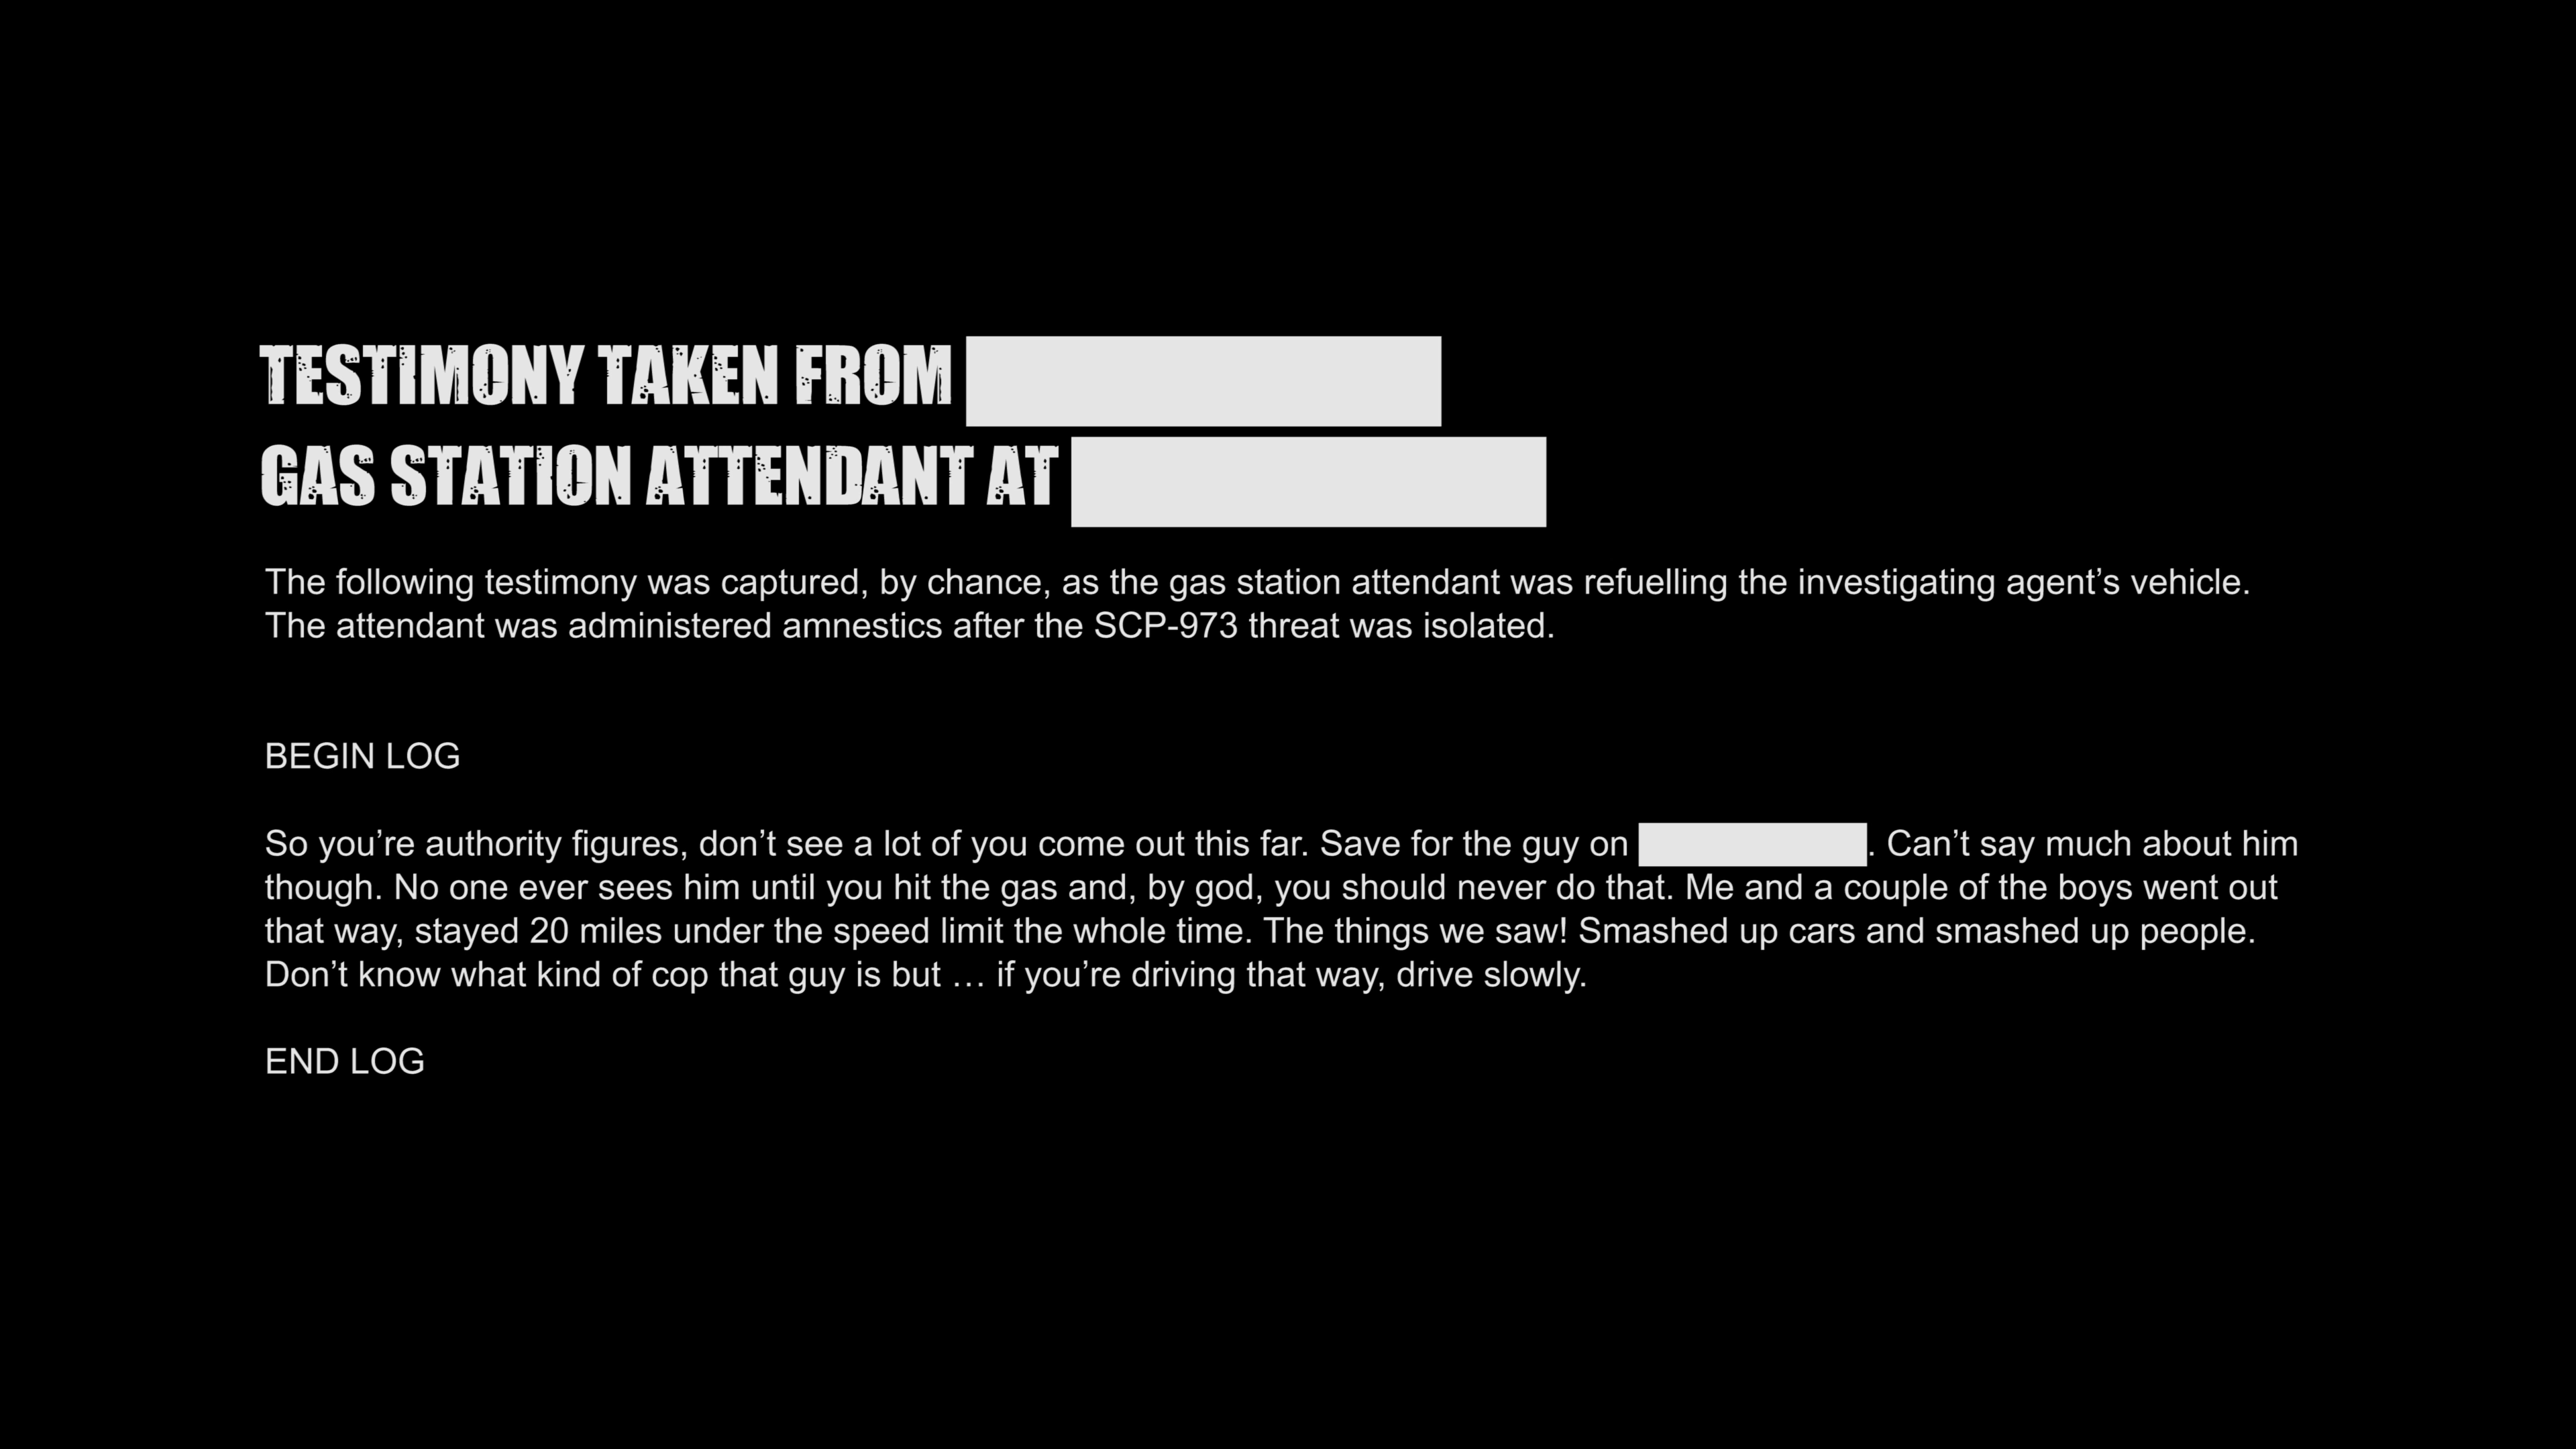 TESTIMONY TAKEN FROM
GAS STATION ATTENDANT AT
The following testimony was captured, by chance, as the gas station attendant was refuelling the investigating agent’s vehicle.
The attendant was administered amnestics after the SCP-973 threat was isolated.
BEGIN LOG
So you’re authority figures, don’t see a lot of you come out this far. Save for the guy on . Can’t say much about him
though. No one ever sees him until you hit the gas and, by god, you should never do that. Me and a couple of the boys went out
that way, stayed 20 miles under the speed limit the whole time. The things we saw! Smashed up cars and smashed up people.
Don’t know what kind of cop that guy is but … if you’re driving that way, drive slowly.
END LOG